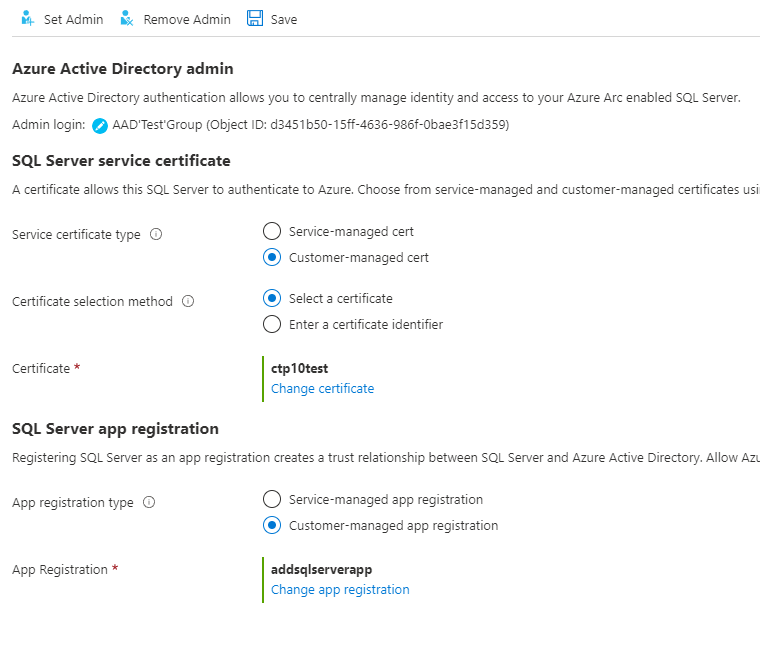 Set Admin Remove Admin Save
Azure Active Directory admin
Azure Active Directory authentication allows you to centrally manage identity and access to your Azure Arc enabled SQL Server.
Admin login: AAD'Test'Group (Object ID: d3451b50-15ff-4636-986f-0bae3f15d359)
SQL Server service certificate
A certificate allows this SQL Server to authenticate to Azure. Choose from service-managed and customer-managed certificates usi
Service certificate type
Service-managed cert
Customer-managed cert
Certificate selection method
Select a certificate
Enter a certificate identifier
Certificate *
ctp10test
Change certificate
SQL Server app registration
Registering SQL Server as an app registration creates a trust relationship between SQL Server and Azure Active Directory. Allow Azu
App registration type
Service-managed app registration
Customer-managed app registration
App Registration *
addsqlserverapp
Change app registration